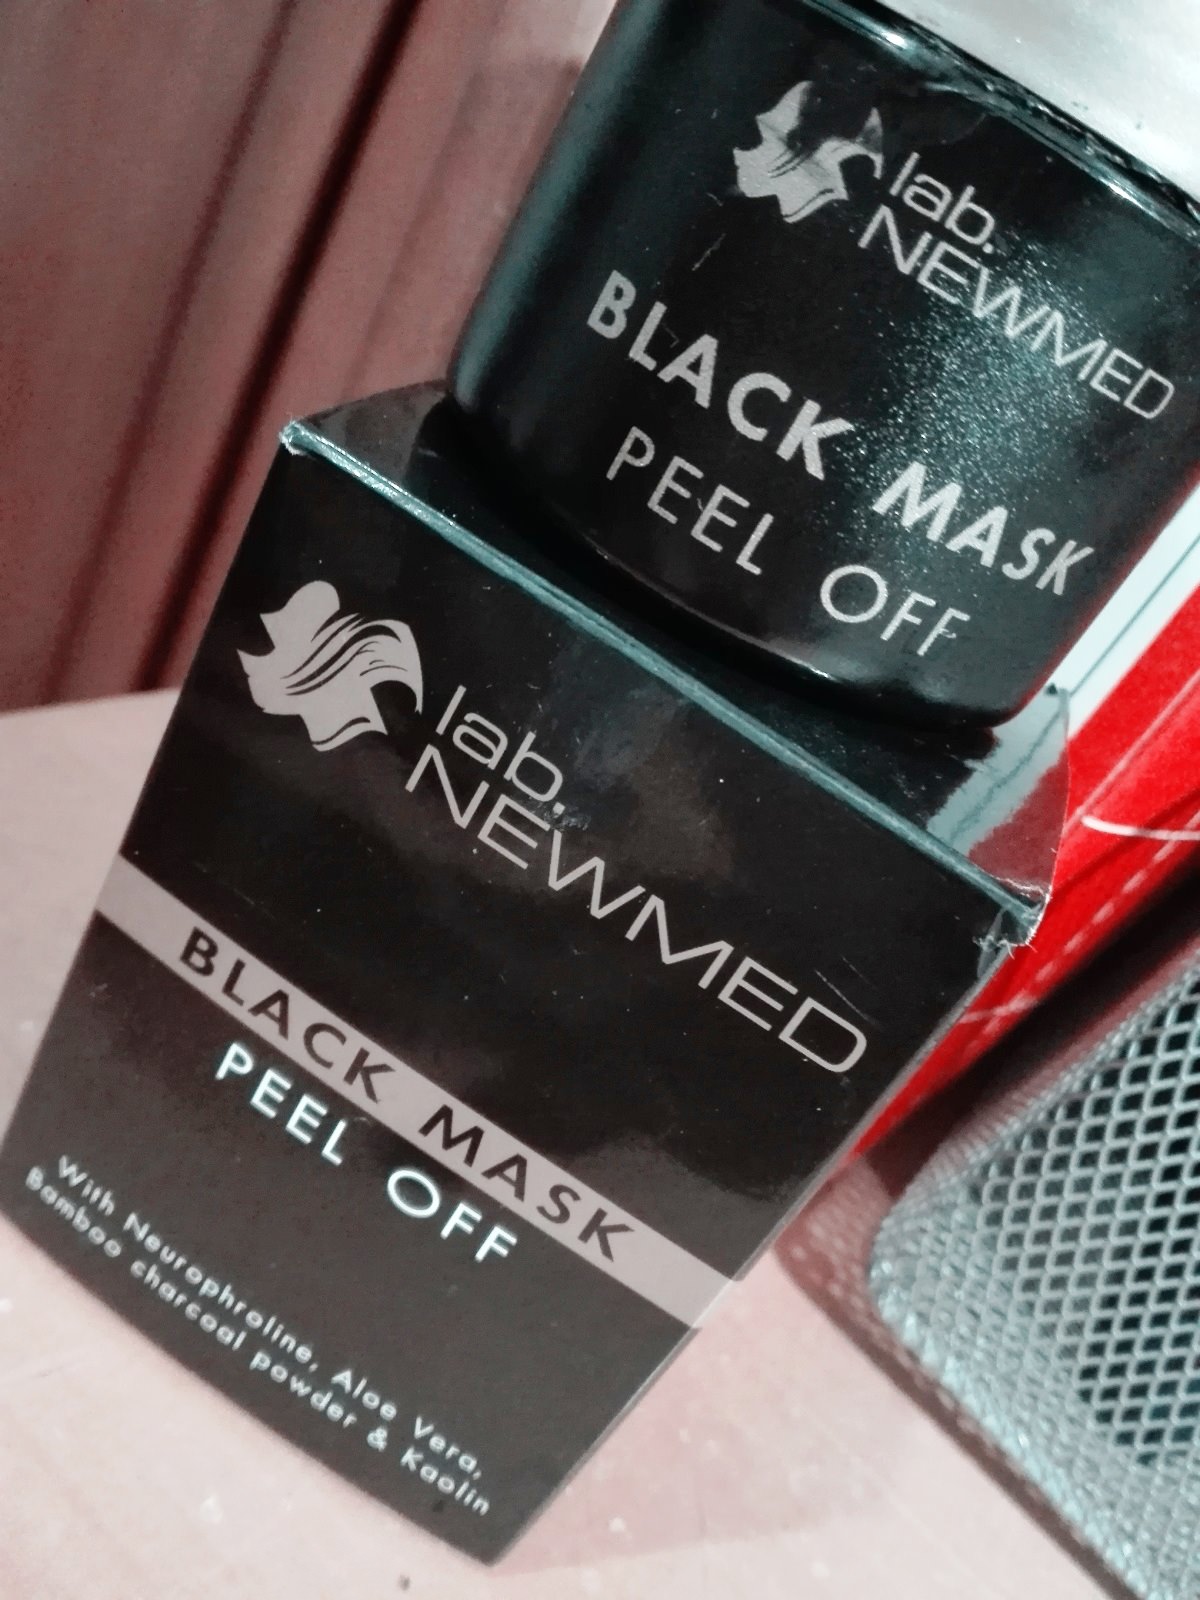 lab.
NEWMED
BLACK MASK
PEEL OFF
lab.
NEWMED
BLACK MASK
PEEL OFF
With Neurophroline, Aloe Vera,
Bamboo charcoal powder & Kaolin